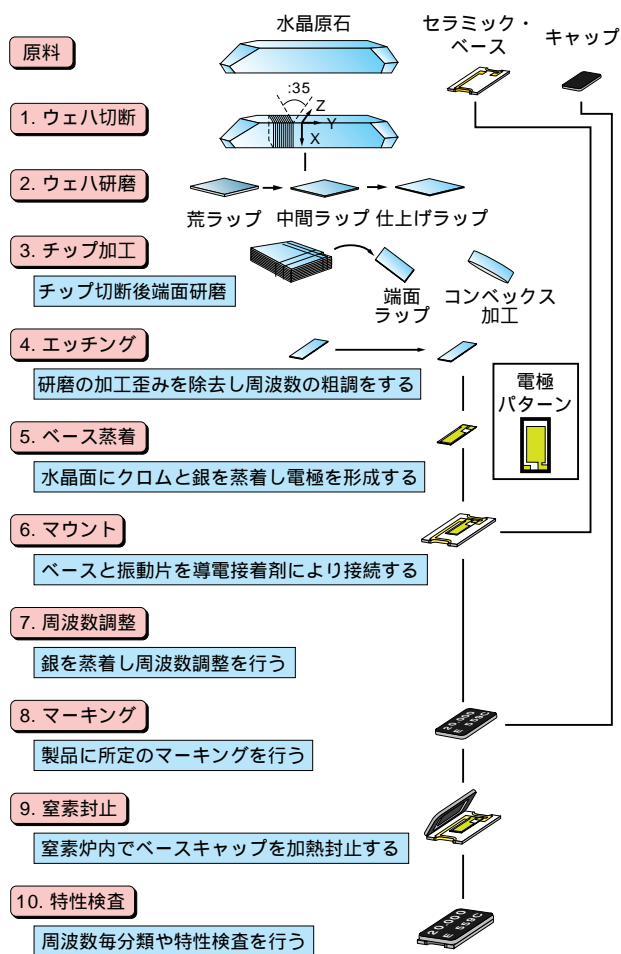 原料
水晶原石
セラミック・
ベース
キャップ
1. ウェハ切断
:35
Z
Y
X
2. ウェハ研磨
荒ラップ 中間ラップ 仕上げラップ
3. チップ加工
チップ切断後端面研磨
端面
ラップ
コンベックス
加工
4. エッチング
研磨の加工歪みを除去し周波数の粗調をする
電極
パターン
5. ベース蒸着
水晶面にクロムと銀を蒸着し電極を形成する
6. マウント
ベースと振動片を導電接着剤により接続する
7. 周波数調整
銀を蒸着し周波数調整を行う
8. マーキング
20.000
E 559C
製品に所定のマーキングを行う
9. 窒素封止
窒素炉内でベースキャップを加熱封止する
10. 特性検査
20.000
E 559C
周波数毎分類や特性検査を行う